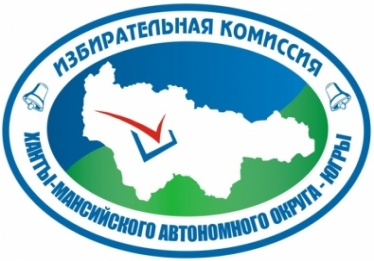 ИЗБИРАТЕЛЬНАЯ КОМИССИЯ
ХАНТЫ-МАНСИЙСКОГО АВТОНОМНОГО ОКРУГА - ЮГРЫ